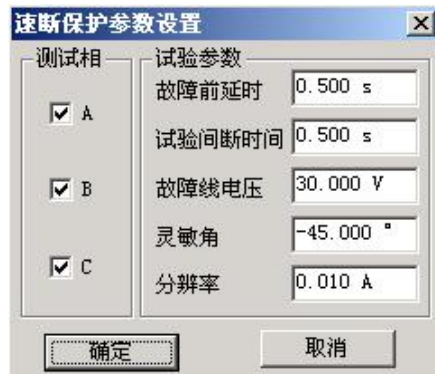 速断保护参数设置
测试相
A
B
C
试验参数
故障前延时 0.500 s
试验间断时间 0.500 s
故障线电压 30.000 V
灵敏角 -45.000 °
分辨率 0.010 A
确定 取消